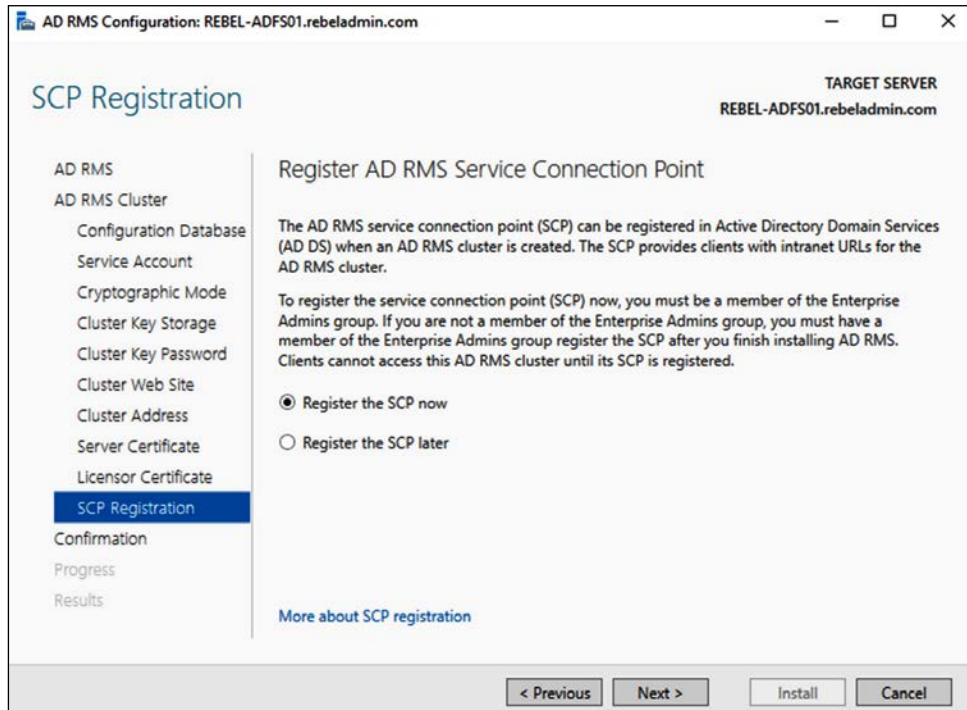 AD RMS Configuration: REBEL-ADFS01.rebeladmin.com
SCP Registration
TARGET SERVER
REBEL-ADFS01.rebeladmin.com
AD RMS
AD RMS Cluster
Configuration Database
Service Account
Cryptographic Mode
Cluster Key Storage
Cluster Key Password
Cluster Web Site
Cluster Address
Server Certificate
Licensor Certificate
SCP Registration
Confirmation
Progress
Results
Register AD RMS Service Connection Point
The AD RMS service connection point (SCP) can be registered in Active Directory Domain Services
(AD DS) when an AD RMS cluster is created. The SCP provides clients with intranet URLs for the
AD RMS cluster.
To register the service connection point (SCP) now, you must be a member of the Enterprise
Admins group. If you are not a member of the Enterprise Admins group, you must have a
member of the Enterprise Admins group register the SCP after you finish installing AD RMS.
Clients cannot access this AD RMS cluster until its SCP is registered.
Register the SCP now
Register the SCP later
More about SCP registration
< Previous
Next >
Install
Cancel